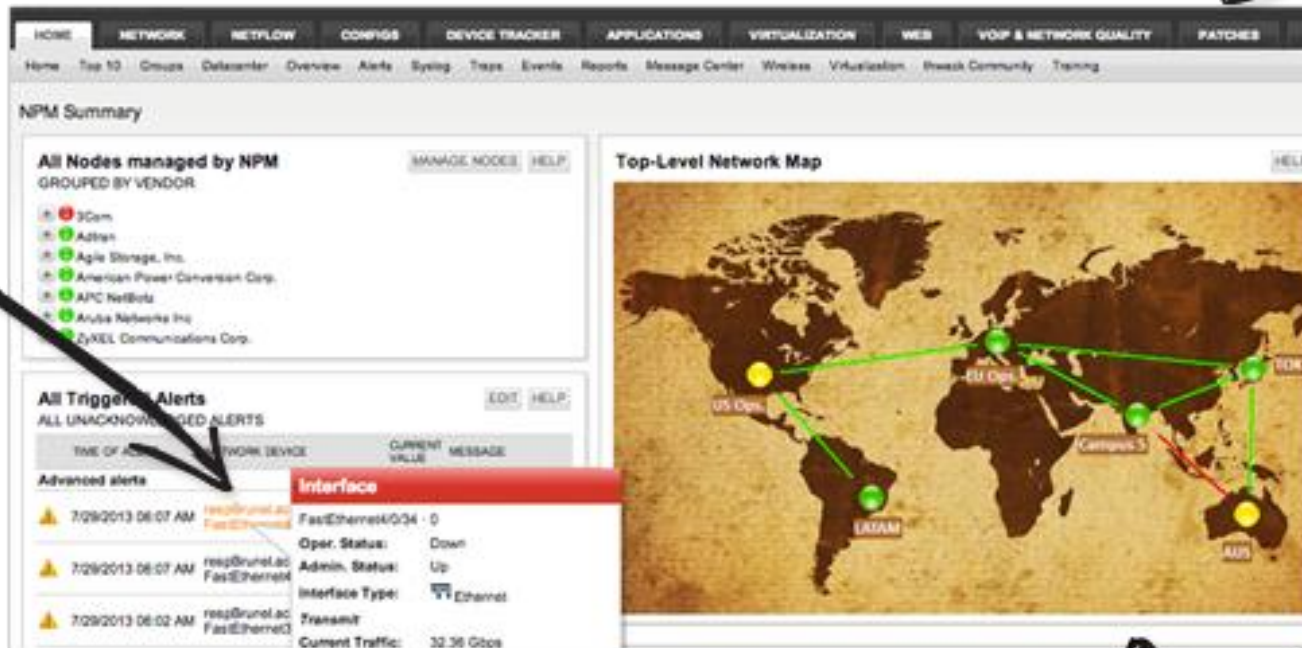 HOME NETWORK NETFLOW CONFIGS DEVICE TRACKER APPLICATIONS VIRTUALIZATION WEB VOIP & NETWORK QUALITY PATCHES
Home Top 10 Groups Datacenter Overview Alerts Syslog Traps Events Reports Message Center Wireless Virtualization thwack Community Training
NPM Summary
All Nodes managed by NPM MANAGE NODES HELP
GROUPED BY VENDOR
3Com
Adtran
Agile Storage, Inc.
American Power Conversion Corp.
APC NetBotz
Aruba Networks Inc
ZyXEL Communications Corp.
All Alerts EDIT HELP
ALL ALERTS
TIME OF DEVICE CURRENT VALUE MESSAGE
Advanced alerts
7/29/2013 06:07 AM
7/29/2013 06:07 AM respBrunel.ac
7/29/2013 06:02 AM respBrunel.ac
FastEthernet3
Interface
FastEthernet4/0/34 · 0
Oper. Status: Down
Admin. Status: Up
Interface Type: Ethernet
Transmit
Current Traffic: 32.36 Gbps
Top-Level Network Map
US Ops
EU Ops
Campus 5
LATAM
AUS